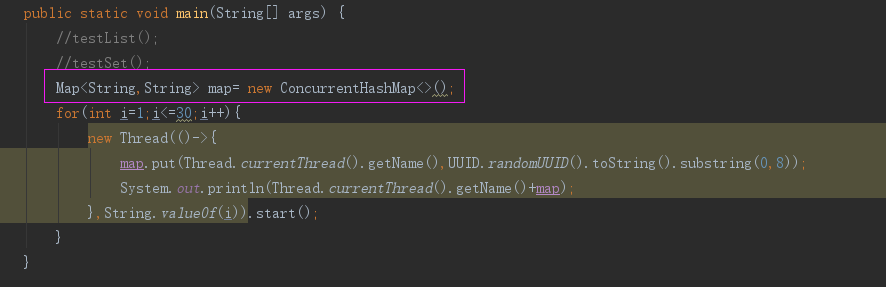 public static void main(String[] args) {
//testList();
//testSet();
Map<String,String> map= new ConcurrentHashMap<>();
for(int i=1;i<=30;i++){
new Thread(()->{
map.put(Thread.currentThread().getName(),UUID.randomUUID().toString().substring(0,8));
System.out.println(Thread.currentThread().getName()+map);
},String.valueOf(i)).start();
}
}